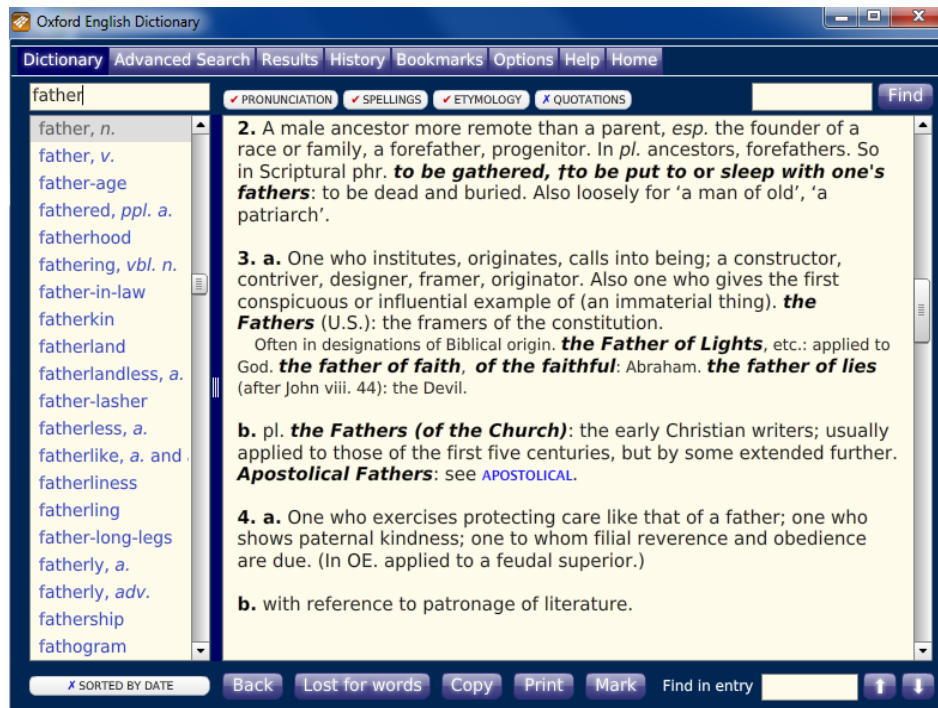 Oxford English Dictionary
Dictionary Advanced Search Results History Bookmarks Options Help Home
father
✓ PRONUNCIATION ✓ SPELLINGS ✓ ETYMOLOGY ✗ QUOTATIONS
Find
father, n.
father, v.
father-age
fathered, ppl. a.
fatherhood
fathering, vbl. n.
father-in-law
fatherkin
fatherland
fatherlandless, a.
father-lasher
fatherless, a.
fatherlike, a. and
fatherliness
fatherling
father-long-legs
fatherly, a.
fatherly, adv.
fathership
fathogram
2. A male ancestor more remote than a parent, esp. the founder of a
race or family, a forefather, progenitor. In pl. ancestors, forefathers. So
in Scriptural phr. to be gathered, †to be put to or sleep with one's
fathers: to be dead and buried. Also loosely for ‘a man of old’, ‘a
patriarch’.
3. a. One who institutes, originates, calls into being; a constructor,
contriver, designer, framer, originator. Also one who gives the first
conspicuous or influential example of (an immaterial thing). the
Fathers (U.S.): the framers of the constitution.
Often in designations of Biblical origin. the Father of Lights, etc.: applied to
God. the father of faith, of the faithful: Abraham. the father of lies
(after John viii. 44): the Devil.
b. pl. the Fathers (of the Church): the early Christian writers; usually
applied to those of the first five centuries, but by some extended further.
Apostolical Fathers: see APOSTOLICAL.
4. a. One who exercises protecting care like that of a father; one who
shows paternal kindness; one to whom filial reverence and obedience
are due. (In OE. applied to a feudal superior.)
b. with reference to patronage of literature.
✗ SORTED BY DATE
Back Lost for words Copy Print Mark Find in entry